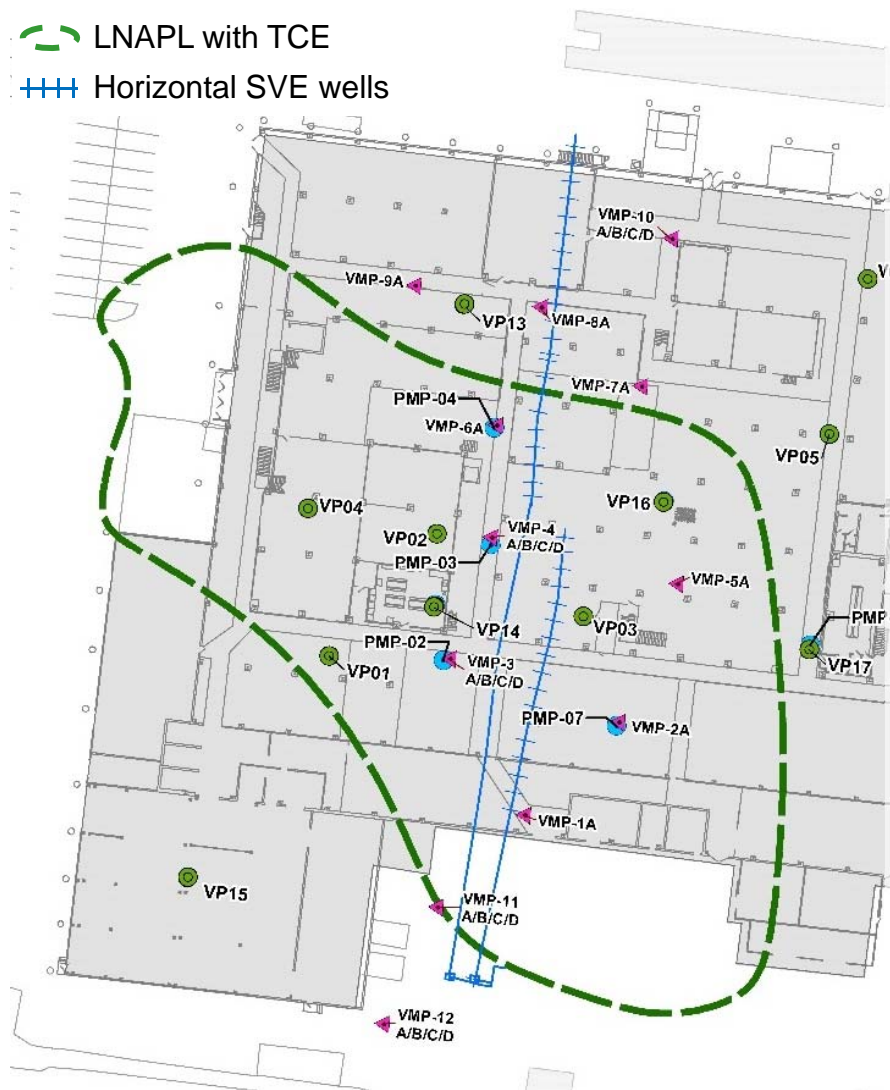 LNAPL with TCE
Horizontal SVE wells
VMP-10
A/B/C/D
VMP-9A
VP13
VMP-8A
VMP-7A
PMP-04
VMP-6A
VP05
VP04
VP16
VP02
VMP-4
A/B/C/D
PMP-03
VMP-5A
VP14
VP03
PMP
PMP-02
VP17
VP01
VMP-3
A/B/C/D
PMP-07
VMP-2A
VMP-1A
VP15
VMP-11
A/B/C/D
VMP-12
A/B/C/D